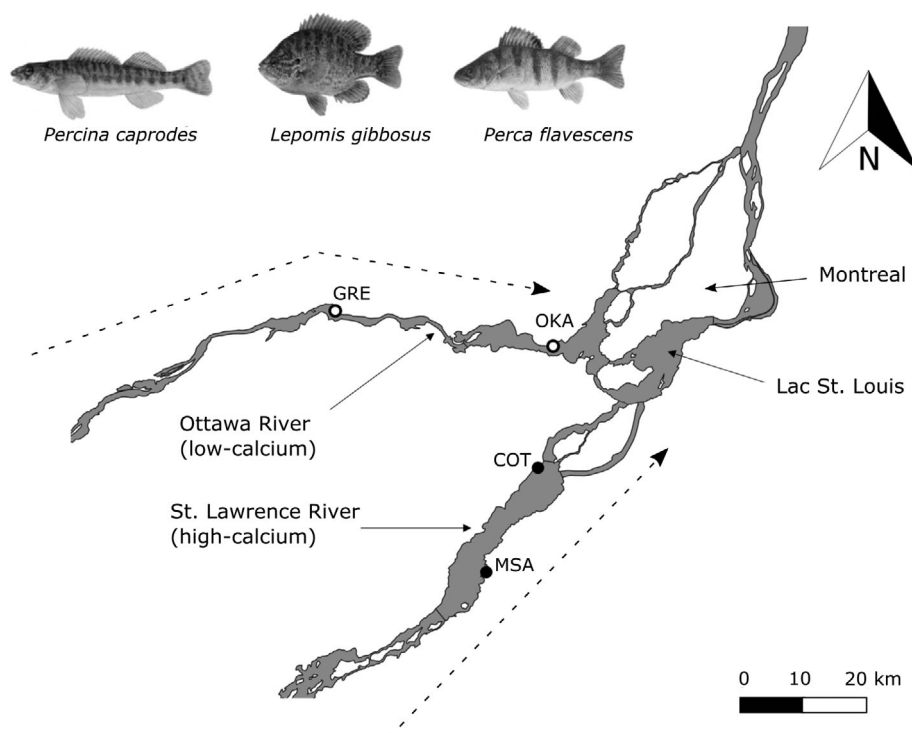 Percina caprodes
Lepomis gibbosus
Perca flavescens
N
Montreal
GRE
OKA
Lac St. Louis
Ottawa River
(low-calcium)
COT
St. Lawrence River
(high-calcium)
MSA
0 10 20 km